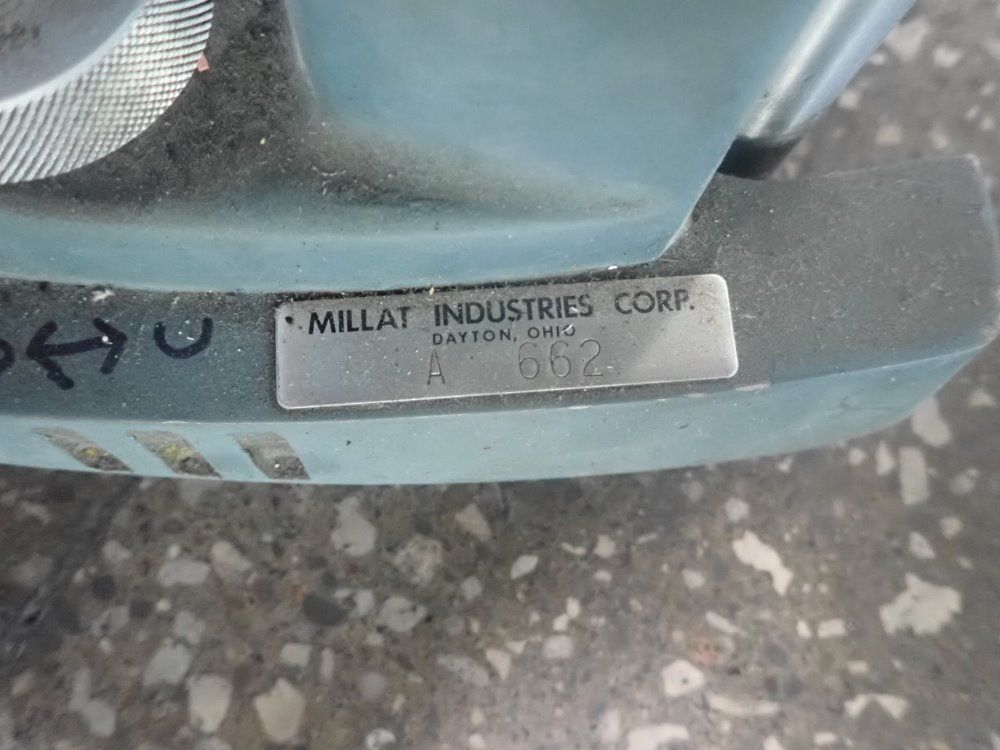 MILLAT INDUSTRIES CORP.
DAYTON, OHIO
A 662
U